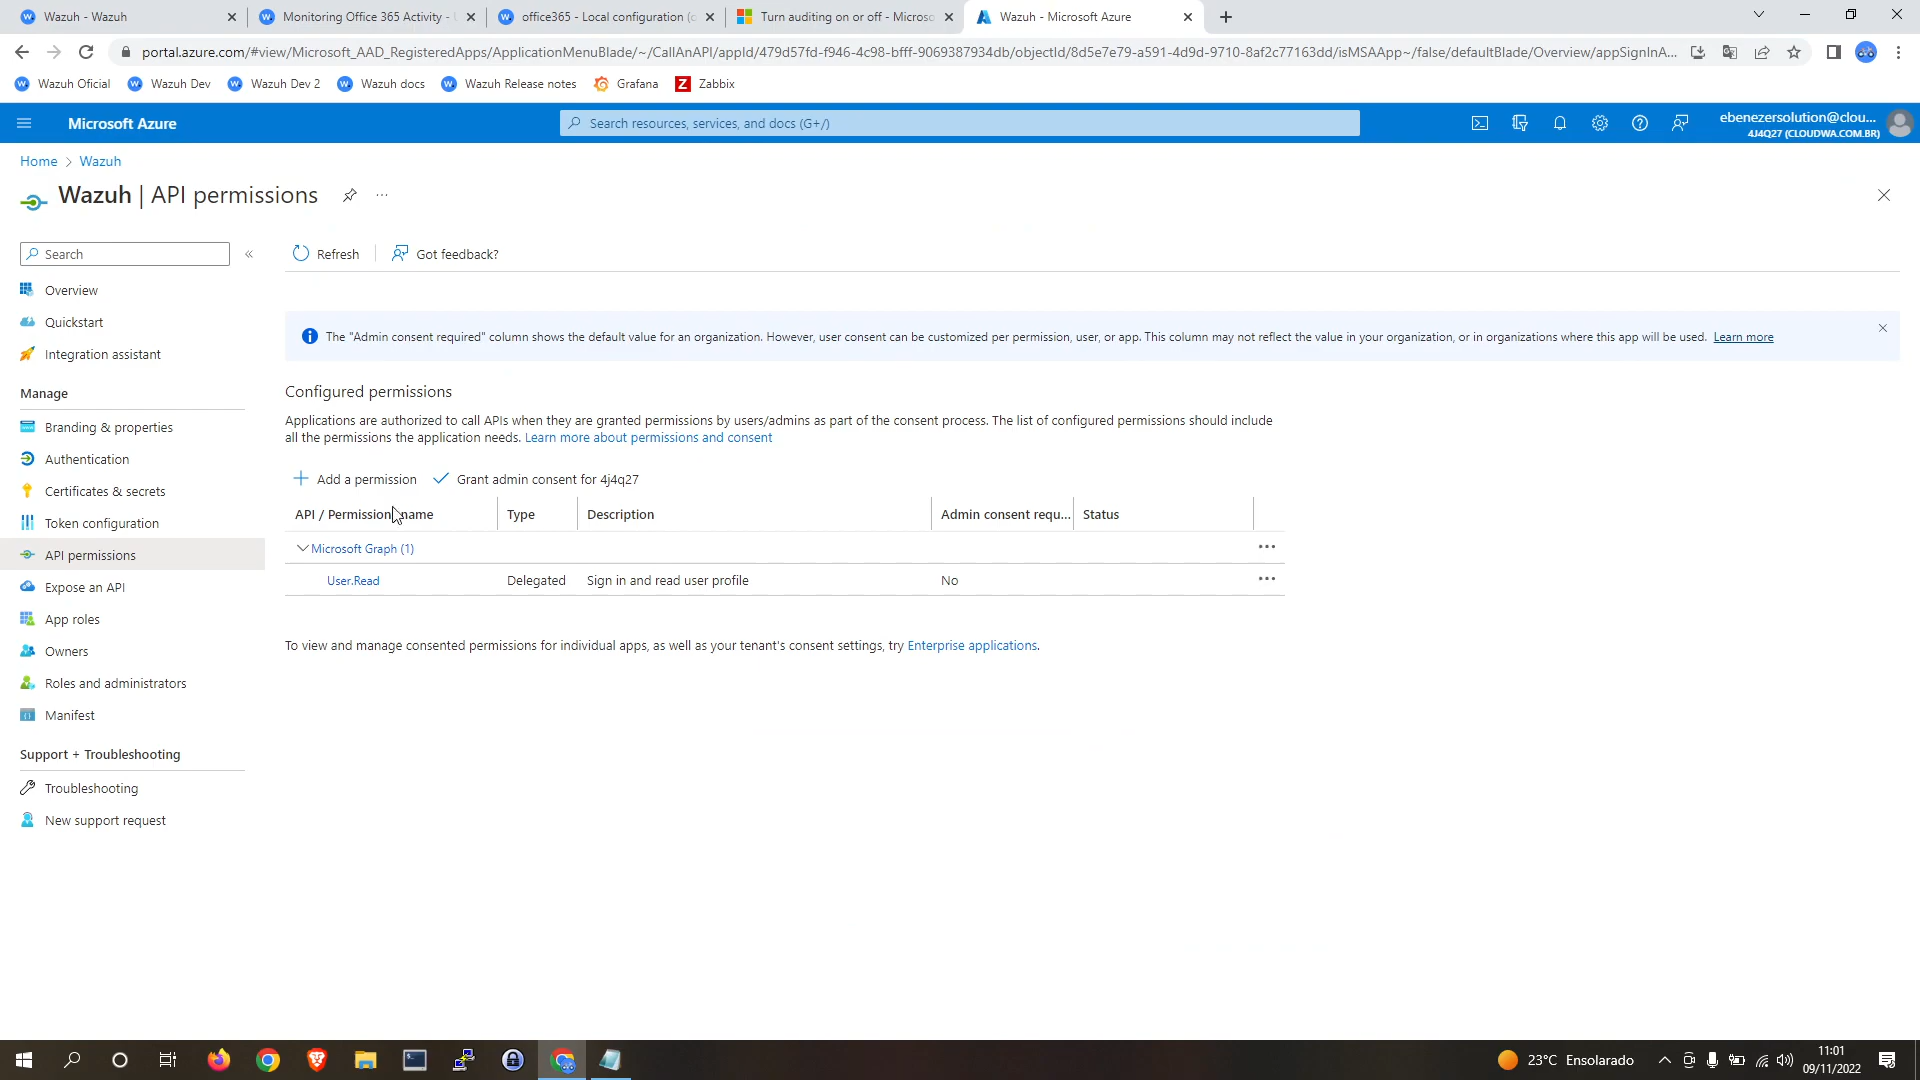 Wazuh - Wazuh
Monitoring Office 365 Activity -
office365 - Local configuration (
Turn auditing on or off - Microso
Wazuh - Microsoft Azure
portal.azure.com/#view/Microsoft_AAD_RegisteredApps/ApplicationMenuBlade/~/CallAnAPI/appId/479d57fd-f946-4c98-bfff-9069387934db/objectId/8d5e7e79-a591-4d9d-9710-8af2c77163dd/isMSAApp~/false/defaultBlade/Overview/appSignInA...
Wazuh Oficial
Wazuh Dev
Wazuh Dev 2
Wazuh docs
Wazuh Release notes
Grafana
Z Zabbix
Microsoft Azure
Search resources, services, and docs (G+/)
ebenezersolution@clou...
4J4Q27 (CLOUDWA.COM.BR)
Home > Wazuh
Wazuh | API permissions
Search
Refresh
Got feedback?
Overview
Quickstart
Integration assistant
Manage
Branding & properties
Authentication
Certificates & secrets
Token configuration
API permissions
Expose an API
App roles
Owners
Roles and administrators
Manifest
Support + Troubleshooting
Troubleshooting
New support request
The "Admin consent required" column shows the default value for an organization. However, user consent can be customized per permission, user, or app. This column may not reflect the value in your organization, or in organizations where this app will be used. Learn more
Configured permissions
Applications are authorized to call APIs when they are granted permissions by users/admins as part of the consent process. The list of configured permissions should include
all the permissions the application needs. Learn more about permissions and consent
Add a permission
Grant admin consent for 4j4q27
API / Permission name
Type
Description
Admin consent requ...
Status
Microsoft Graph (1)
User.Read
Delegated
Sign in and read user profile
No
To view and manage consented permissions for individual apps, as well as your tenant's consent settings, try Enterprise applications.
23°C Ensolarado
11:01
09/11/2022